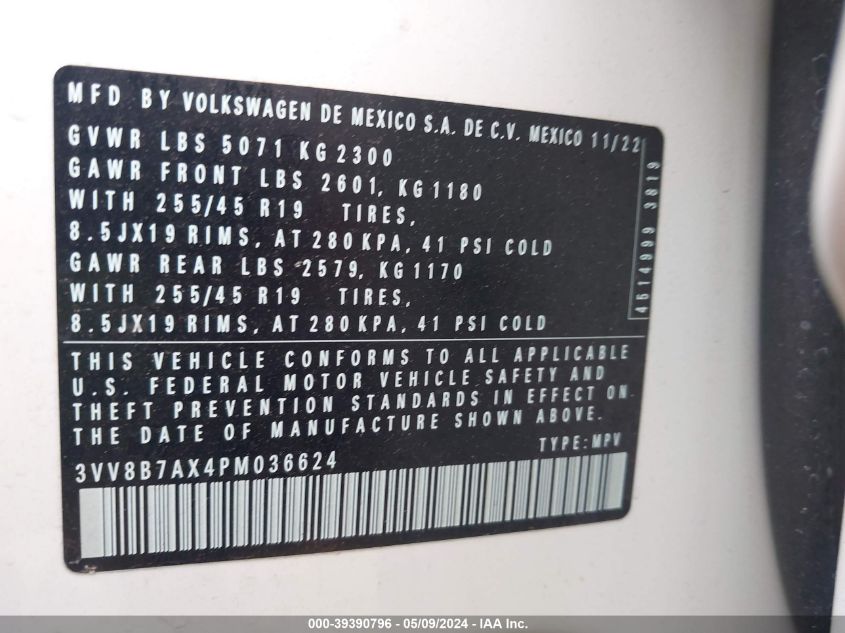 MFD BY VOLKSWAGEN DE MEXICO S.A. DE C.V. MEXICO 11/22
GVWR LBS 5071 KG 2300
GAWR FRONT LBS 2601, KG 1180
WITH 255/45 R19 TIRES,
8.5JX19 RIMS, AT 280 KPA, 41 PSI COLD
GAWR REAR LBS 2579, KG 1170
WITH 255/45 R19 TIRES,
8.5JX19 RIMS, AT 280 KPA, 41 PSI COLD
4514999 3819
THIS VEHICLE CONFORMS TO ALL APPLICABLE
U.S. FEDERAL MOTOR VEHICLE SAFETY AND
THEFT PREVENTION STANDARDS IN EFFECT ON
THE DATE OF MANUFACTURE SHOWN ABOVE.
TYPE: MPV
3VV8B7AX4PM036624
000-39390796 - 05/09/2024 - IAAI Inc.